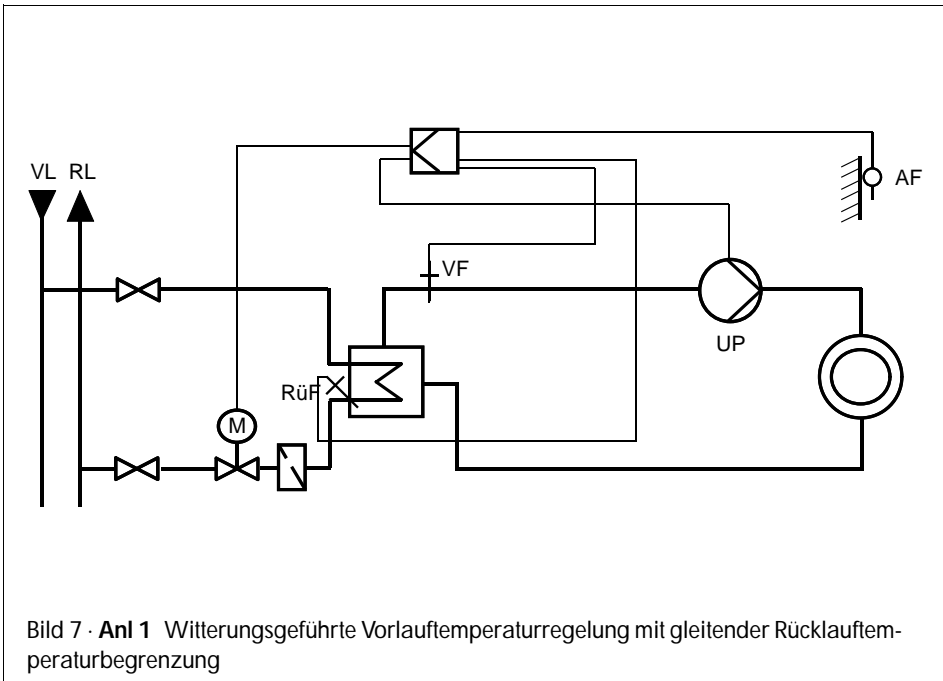 VL RL
AF
VF
UP
RüF
M
Bild 7 · Anl 1 Witterungsgeführte Vorlauftemperaturregelung mit gleitender Rücklauftem-
peraturbegrenzung